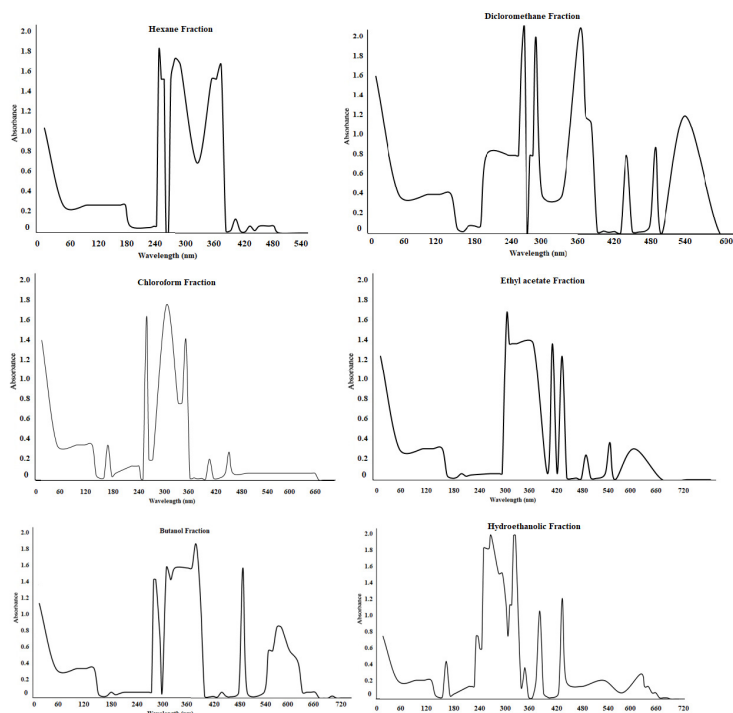 Hexane Fraction
2.0
1.8
1.6
1.4
1.2
1.0
0.8
0.6
0.4
0.2
0
Absorbance
0 60 120 180 240 300 360 420 480 540
Wavelength (nm)
Dicloromethane Fraction
2.0
1.8
1.6
1.4
1.2
1.0
0.8
0.6
0.4
0.2
0
Absorbance
0 60 120 180 240 300 360 420 480 540 600
Wavelength (nm)
Chloroform Fraction
2.0
1.8
1.6
1.4
1.2
1.0
0.8
0.6
0.4
0.2
0
Absorbance
0 60 120 180 240 300 360 420 480 540 600 660
Wavelength (nm)
Ethyl acetate Fraction
2.0
1.8
1.6
1.4
1.2
1.0
0.8
0.6
0.4
0.2
0
Absorbance
0 60 120 180 240 300 360 420 480 540 600 660 720
Wavelength (nm)
Butanol Fraction
2.0
1.8
1.6
1.4
1.2
1.0
0.8
0.6
0.4
0.2
0
Absorbance
0 60 120 180 240 300 360 420 480 540 600 660 720
Wavelength (nm)
Hydroethanolic Fraction
2.0
1.8
1.6
1.4
1.2
1.0
0.8
0.6
0.4
0.2
0
Absorbance
0 60 120 180 240 300 360 420 480 540 600 660 720
Wavelength (nm)